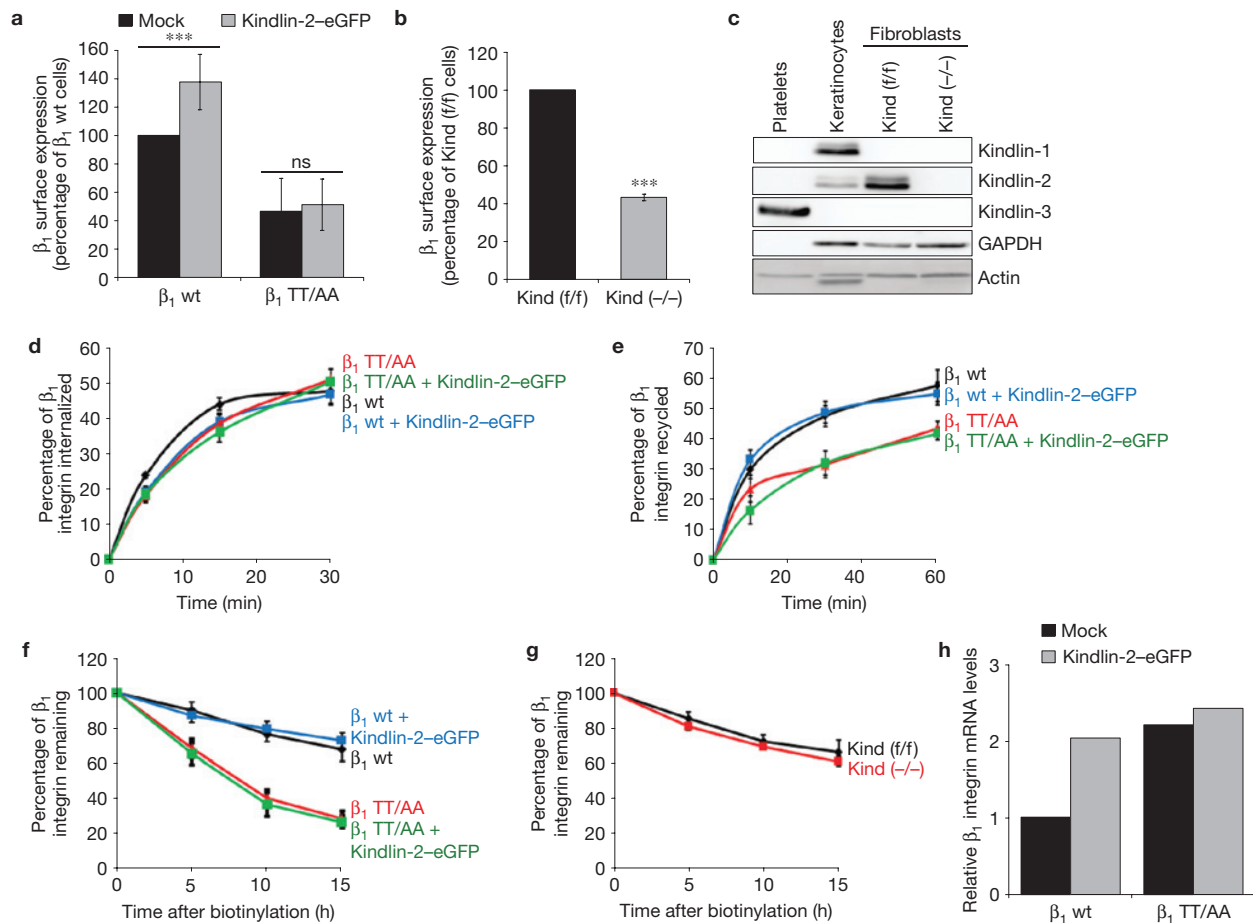 a
Mock
Kindlin-2–eGFP
β1 surface expression
(percentage of β1 wt cells)
160
140
120
100
80
60
40
20
0
***
ns
β1 wt
β1 TT/AA
b
β1 surface expression
(percentage of Kind (f/f) cells)
120
100
80
60
40
20
0
***
Kind (f/f)
Kind (–/–)
c
Fibroblasts
Platelets
Keratinocytes
Kind (f/f)
Kind (–/–)
Kindlin-1
Kindlin-2
Kindlin-3
GAPDH
Actin
d
Percentage of β1
integrin internalized
60
50
40
30
20
10
0
0
10
20
30
Time (min)
β1 TT/AA
β1 TT/AA + Kindlin-2–eGFP
β1 wt
β1 wt + Kindlin-2–eGFP
e
Percentage of β1
integrin recycled
70
60
50
40
30
20
10
0
0
20
40
60
Time (min)
β1 wt
β1 wt + Kindlin-2–eGFP
β1 TT/AA
β1 TT/AA + Kindlin-2–eGFP
f
Percentage of β1
integrin remaining
120
100
80
60
40
20
0
0
5
10
15
Time after biotinylation (h)
β1 wt +
Kindlin-2–eGFP
β1 wt
β1 TT/AA
β1 TT/AA +
Kindlin-2–eGFP
g
Percentage of β1
integrin remaining
120
100
80
60
40
20
0
0
5
10
15
Time after biotinylation (h)
Kind (f/f)
Kind (–/–)
h
Mock
Kindlin-2–eGFP
Relative β1 integrin mRNA levels
3
2
1
0
β1 wt
β1 TT/AA